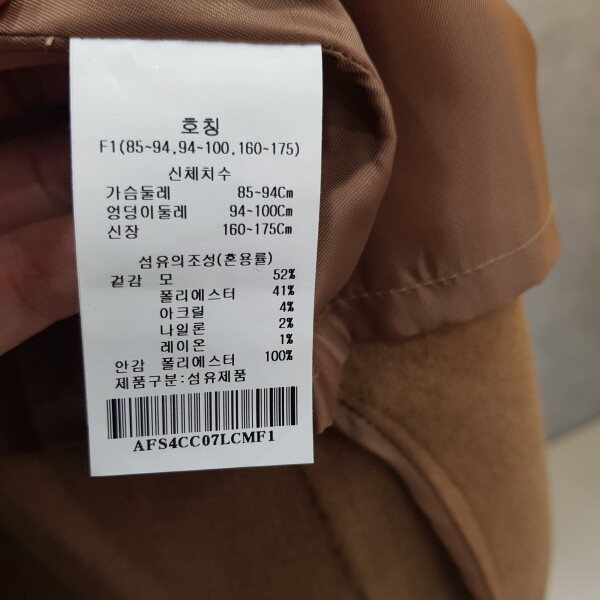 호칭
F1(85~94,94~100,160~175)
신체치수
가슴둘레 85~94Cm
엉덩이둘레 94~100Cm
신장 160~175Cm
섬유의조성(혼용률)
겉감 모 52%
폴리에스터 41%
아크릴 4%
나일론 2%
레이온 1%
안감 폴리에스터 100%
제품구분:섬유제품
AFS4CC07LCMF1